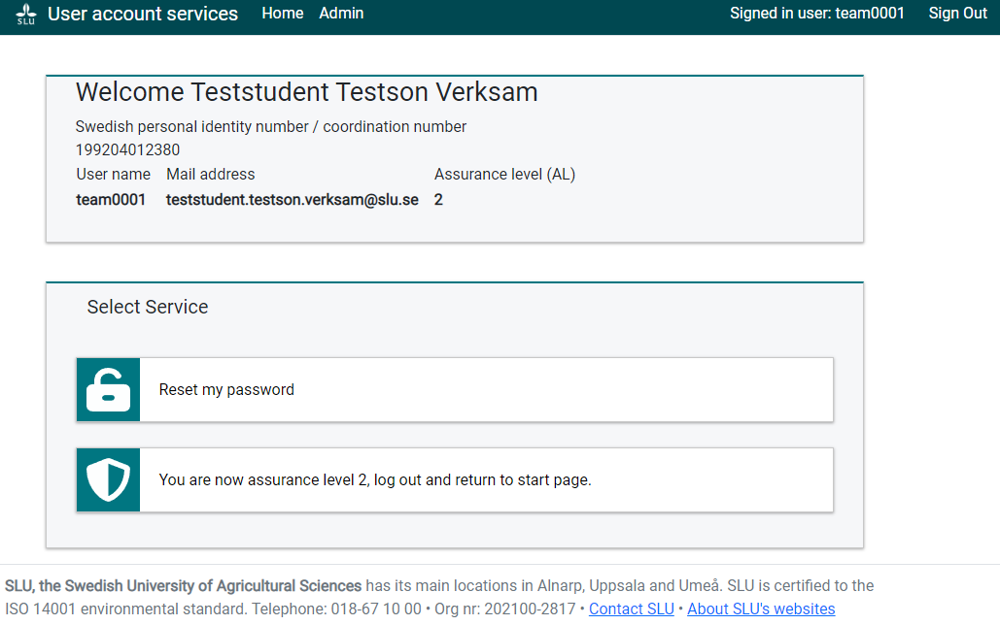 SLU User account services Home Admin Signed in user: team0001 Sign Out
Welcome Teststudent Testson Verksam
Swedish personal identity number / coordination number
199204012380
User name Mail address Assurance level (AL)
team0001 teststudent.testson.verksam@slu.se 2
Select Service
Reset my password
You are now assurance level 2, log out and return to start page.
SLU, the Swedish University of Agricultural Sciences has its main locations in Alnarp, Uppsala and Umeå. SLU is certified to the
ISO 14001 environmental standard. Telephone: 018-67 10 00 • Org nr: 202100-2817 • Contact SLU • About SLU's websites